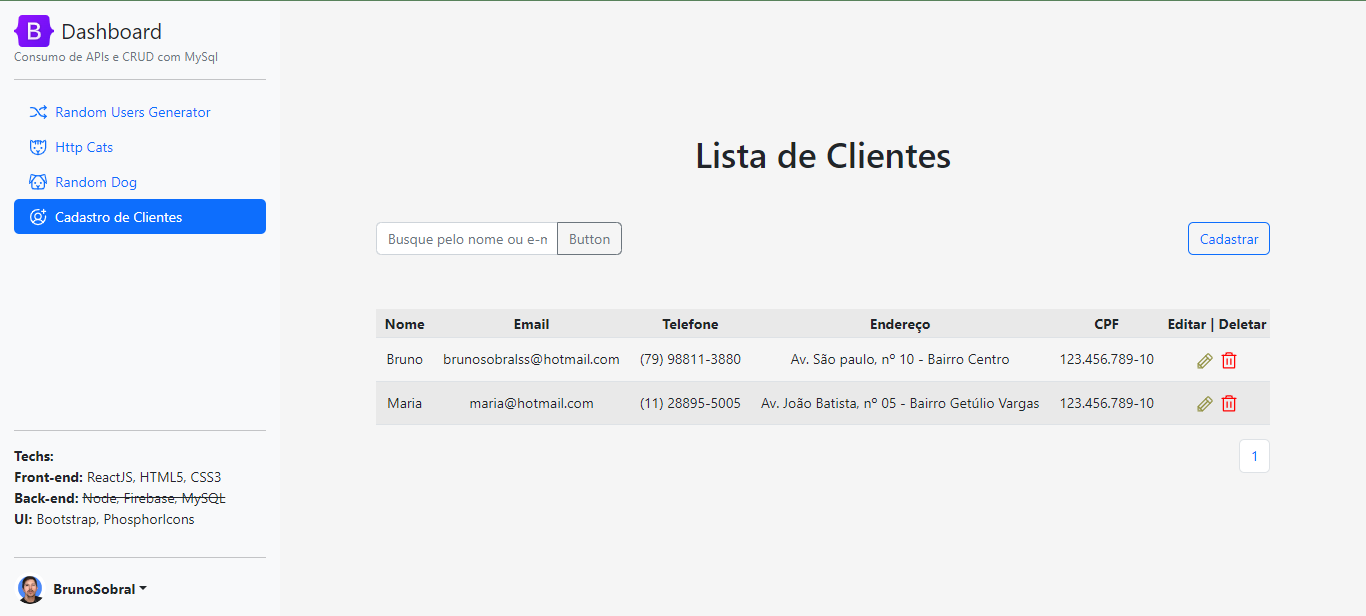 B Dashboard
Consumo de APIs e CRUD com MySql
Random Users Generator
Http Cats
Random Dog
Cadastro de Clientes
Techs:
Front-end: ReactJS, HTML5, CSS3
Back-end: Node, Firebase, MySQL
UI: Bootstrap, PhosphorIcons
BrunoSobral
Lista de Clientes
Busque pelo nome ou e-m Button Cadastrar
Nome Email Telefone Endereço CPF Editar | Deletar
Bruno brunosobralss@hotmail.com (79) 98811-3880 Av. São paulo, nº 10 - Bairro Centro 123.456.789-10
Maria maria@hotmail.com (11) 28895-5005 Av. João Batista, nº 05 - Bairro Getúlio Vargas 123.456.789-10
1